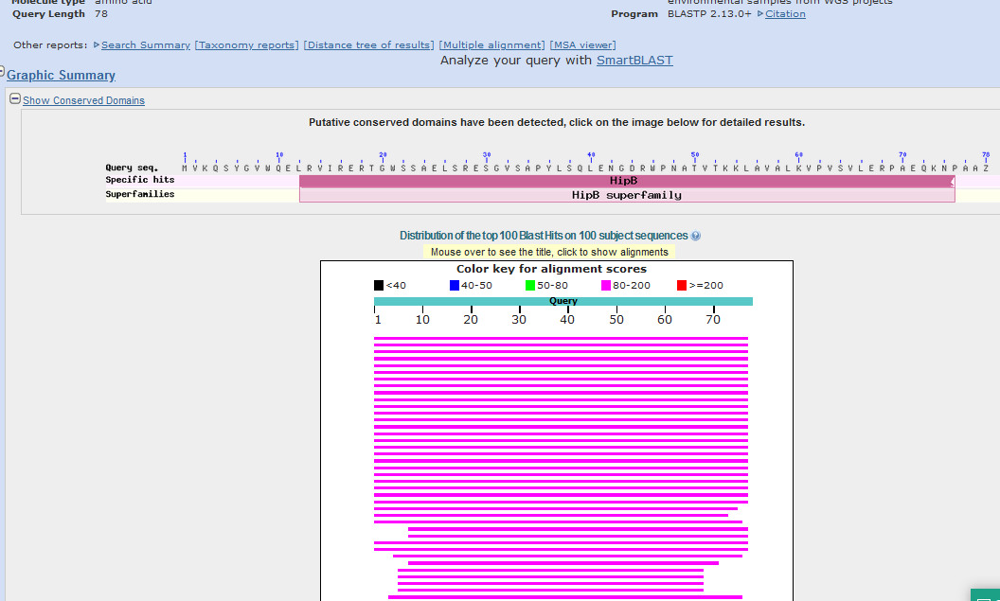 Molecule type amino acid
environmental samples from WGS projects
Query Length 78
Program BLASTP 2.13.0+ Citation
Other reports: Search Summary [Taxonomy reports] [Distance tree of results] [Multiple alignment] [MSA viewer]
Analyze your query with SmartBLAST
Graphic Summary
Show Conserved Domains
Putative conserved domains have been detected, click on the image below for detailed results.
1 10 20 30 40 50 60 70 78
Query seq. M V K Q S Y G V W Q E L R V I R E R T G W S S A E L S R E S G V S A P Y L S Q L E N G D R W P N A T V T K K L A V A L K V P V S V L E R P A E Q K N P A A Z
Specific hits HipB
Superfamilies HipB superfamily
Distribution of the top 100 Blast Hits on 100 subject sequences
Mouse over to see the title, click to show alignments
Color key for alignment scores
<40 40-50 50-80 80-200 >=200
Query
1 10 20 30 40 50 60 70